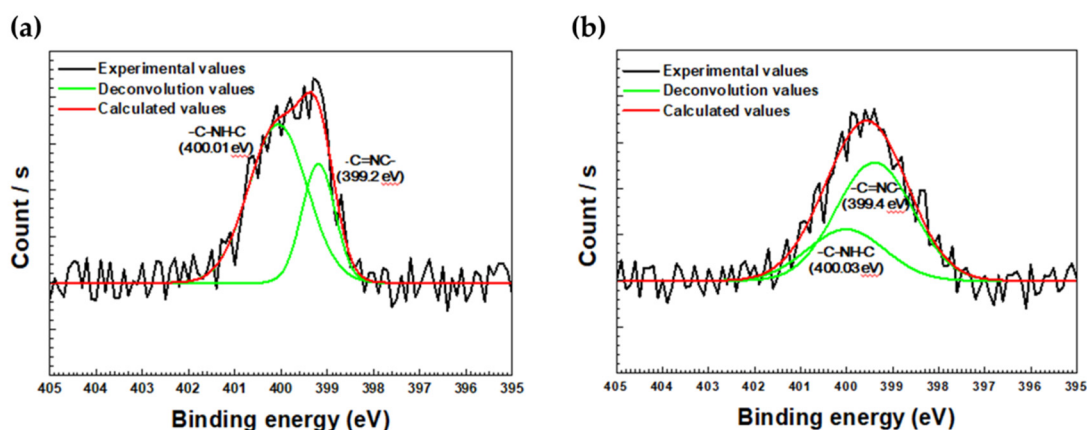 (a)
Experimental values
Deconvolution values
Calculated values
-C-NH-C
(400.01 eV)
-C=NC-
(399.2 eV)
Count / s
405 404 403 402 401 400 399 398 397 396 395
Binding energy (eV)
(b)
Experimental values
Deconvolution values
Calculated values
-C=NC-
(399.4 eV)
-C-NH-C
(400.03 eV)
Count / s
405 404 403 402 401 400 399 398 397 396 395
Binding energy (eV)